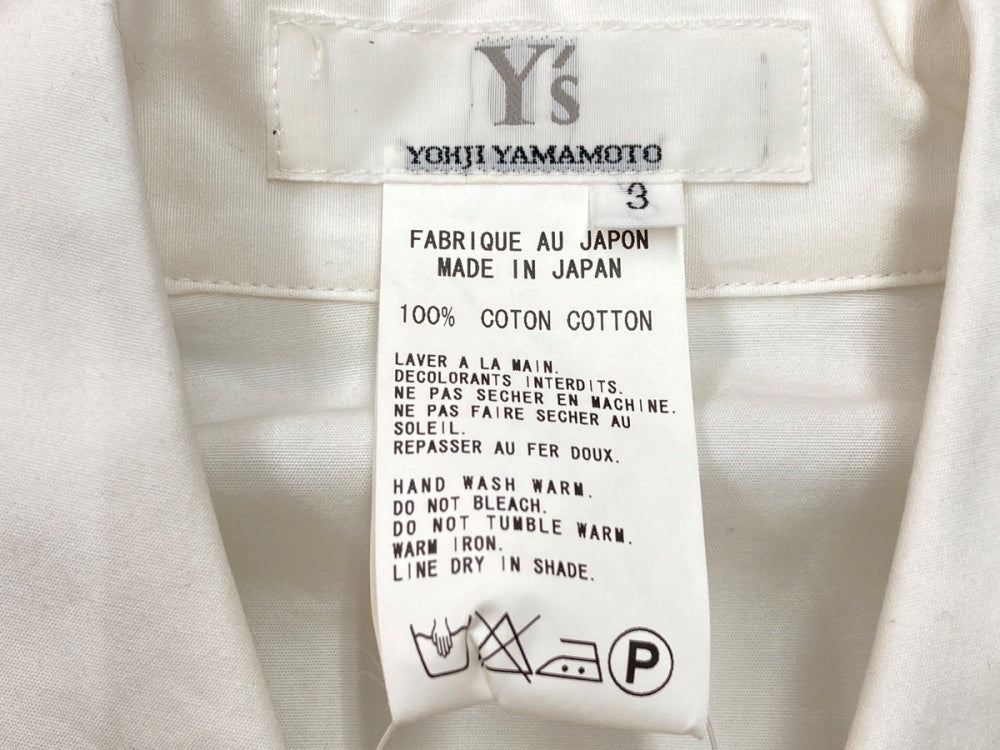 Y's
YOHJI YAMAMOTO
3
FABRIQUE AU JAPON
MADE IN JAPAN
100% COTON COTTON
LAVER A LA MAIN.
DECOLORANTS INTERDITS.
NE PAS SECHER EN MACHINE.
NE PAS FAIRE SECHER AU
SOLEIL.
REPASSER AU FER DOUX.
HAND WASH WARM.
DO NOT BLEACH.
DO NOT TUMBLE WARM.
WARM IRON.
LINE DRY IN SHADE.
P